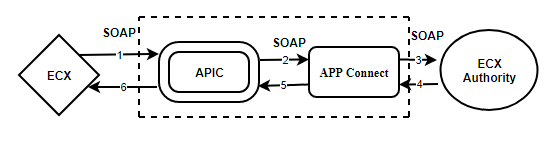 SOAP
SOAP
SOAP
1
2
3
ECX
APIC
APP Connect
ECX
Authority
6
5
4